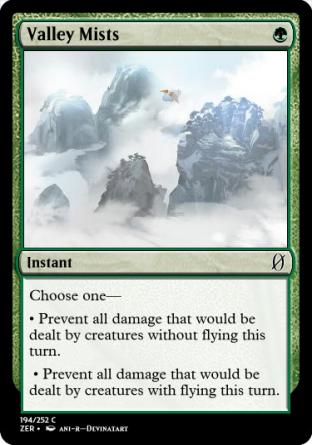 Valley Mists
Instant
Choose one—
• Prevent all damage that would be
dealt by creatures without flying this
turn.
• Prevent all damage that would be
dealt by creatures with flying this turn.
194/252 C
ZER • ANI-R—DEVINATART